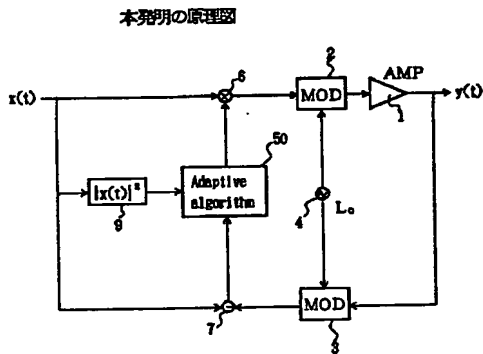 本発明の原理図
2
6
MOD
AMP
x(t)
y(t)
1
50
|x(t)|²
Adaptive
algorithm
9
4
L₀
MOD
7
3